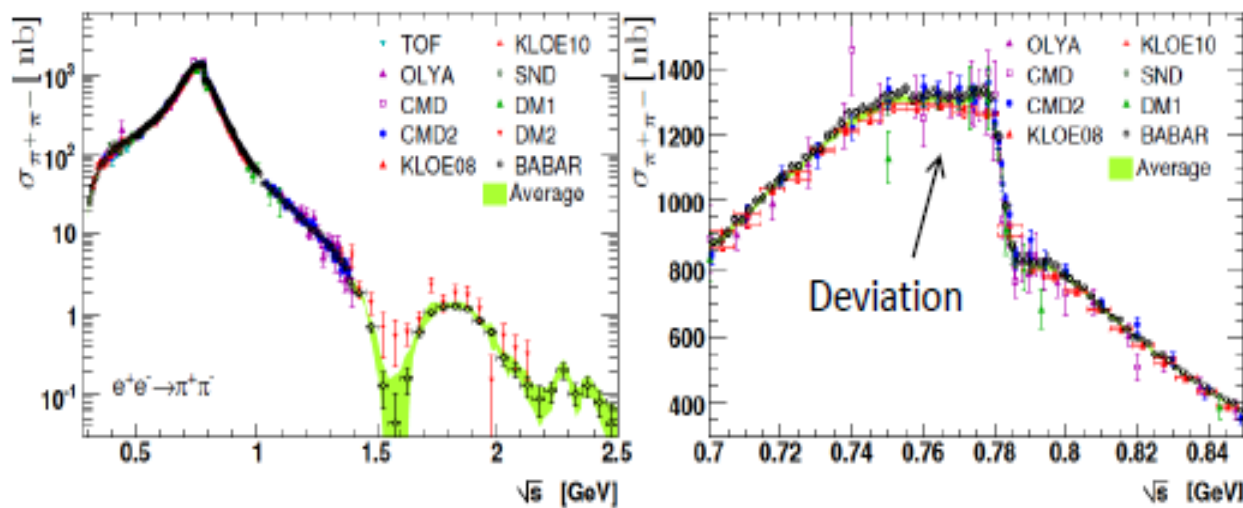 σπ+π− [nb]
10³
10²
10
1
10⁻¹
TOF
OLYA
CMD
CMD2
KLOE08
KLOE10
SND
DM1
DM2
BABAR
Average
e⁺e⁻→π⁺π⁻
0.5 1 1.5 2 2.5
√s [GeV]
σπ+π− [nb]
1400
1200
1000
800
600
400
OLYA
CMD
CMD2
KLOE08
KLOE10
SND
DM1
BABAR
Average
Deviation
0.7 0.72 0.74 0.76 0.78 0.8 0.82 0.84
√s [GeV]